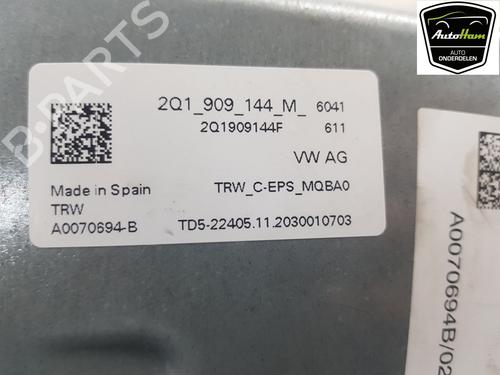 AutoHam
AUTO
ONDERDELEN
B-PARTS
2Q1_909_144_M_ 6041
2Q1909144F 611
VW AG
Made in Spain TRW_C-EPS_MQBA0
TRW
A0070694-B TD5-22405.11.2030010703
A0070694B/02